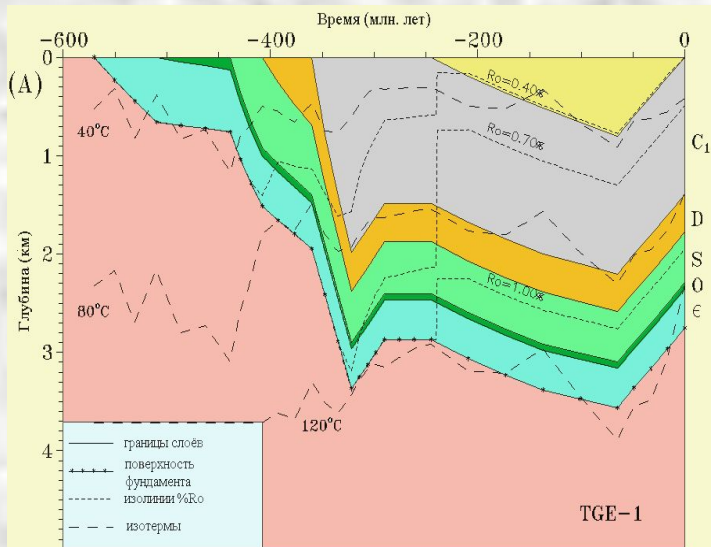 Время (млн. лет)
-600
-400
-200
0
(A)
Глубина (км)
0
1
2
3
4
40°C
80°C
120°C
Ro=0.40%
Ro=0.70%
Ro=1.00%
C₁
D
S
O
Є
границы слоёв
поверхность
фундамента
изолинии %Ro
изотермы
TGE-1